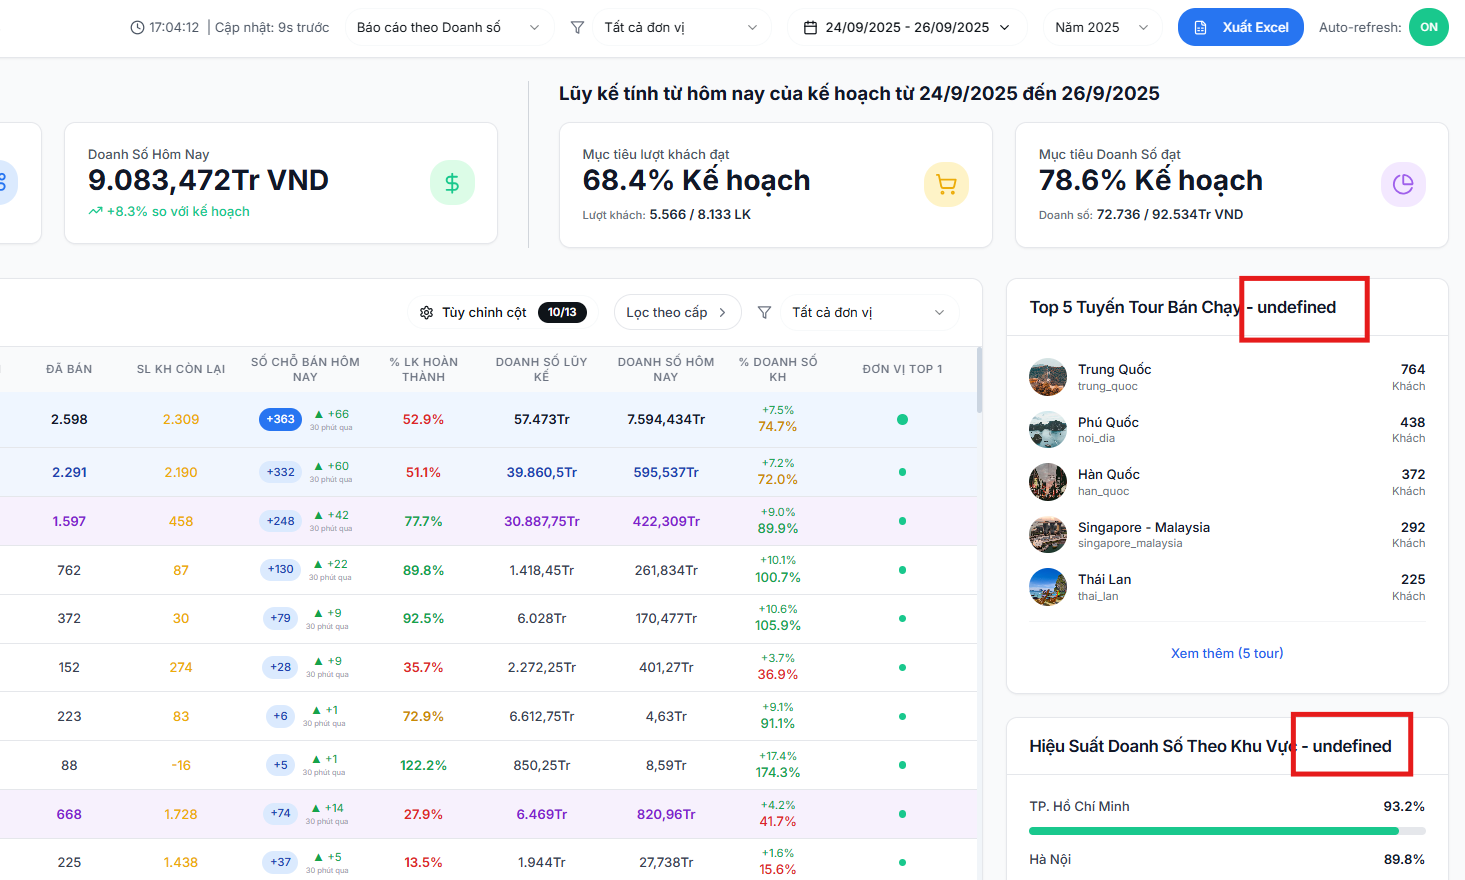 17:04:12 | Cập nhật: 9s trước
Báo cáo theo Doanh số
Tất cả đơn vị
24/09/2025 - 26/09/2025
Năm 2025
Xuất Excel
Auto-refresh:
ON
Lũy kế tính từ hôm nay của kế hoạch từ 24/9/2025 đến 26/9/2025
Doanh Số Hôm Nay
9.083,472Tr VND
+8.3% so với kế hoạch
Mục tiêu lượt khách đạt
68.4% Kế hoạch
Lượt khách: 5.566 / 8.133 LK
Mục tiêu Doanh Số đạt
78.6% Kế hoạch
Doanh số: 72.736 / 92.534Tr VND
Tùy chỉnh cột 10/13
Lọc theo cấp
Tất cả đơn vị
ĐÃ BÁN
SL KH CÒN LẠI
SỐ CHỖ BÁN HÔM
NAY
% LK HOÀN
THÀNH
DOANH SỐ LŨY
KẾ
DOANH SỐ HÔM
NAY
% DOANH SỐ
KH
ĐƠN VỊ TOP 1
2.598 2.309 +363 ▲ +66 52.9% 57.473Tr 7.594,434Tr +7.5%
30 phút qua 74.7%
2.291 2.190 +332 ▲ +60 51.1% 39.860,5Tr 595,537Tr +7.2%
30 phút qua 72.0%
1.597 458 +248 ▲ +42 77.7% 30.887,75Tr 422,309Tr +9.0%
30 phút qua 89.9%
762 87 +130 ▲ +22 89.8% 1.418,45Tr 261,834Tr +10.1%
30 phút qua 100.7%
372 30 +79 ▲ +9 92.5% 6.028Tr 170,477Tr +10.6%
30 phút qua 105.9%
152 274 +28 ▲ +9 35.7% 2.272,25Tr 401,27Tr +3.7%
30 phút qua 36.9%
223 83 +6 ▲ +1 72.9% 6.612,75Tr 4,63Tr +9.1%
30 phút qua 91.1%
88 -16 +5 ▲ +1 122.2% 850,25Tr 8,59Tr +17.4%
30 phút qua 174.3%
668 1.728 +74 ▲ +14 27.9% 6.469Tr 820,96Tr +4.2%
30 phút qua 41.7%
225 1.438 +37 ▲ +5 13.5% 1.944Tr 27,738Tr +1.6%
30 phút qua 15.6%
Top 5 Tuyến Tour Bán Chạy - undefined
Trung Quốc 764
trung_quoc Khách
Phú Quốc 438
noi_dia Khách
Hàn Quốc 372
han_quoc Khách
Singapore - Malaysia 292
singapore_malaysia Khách
Thái Lan 225
thai_lan Khách
Xem thêm (5 tour)
Hiệu Suất Doanh Số Theo Khu Vực - undefined
TP. Hồ Chí Minh 93.2%
Hà Nội 89.8%